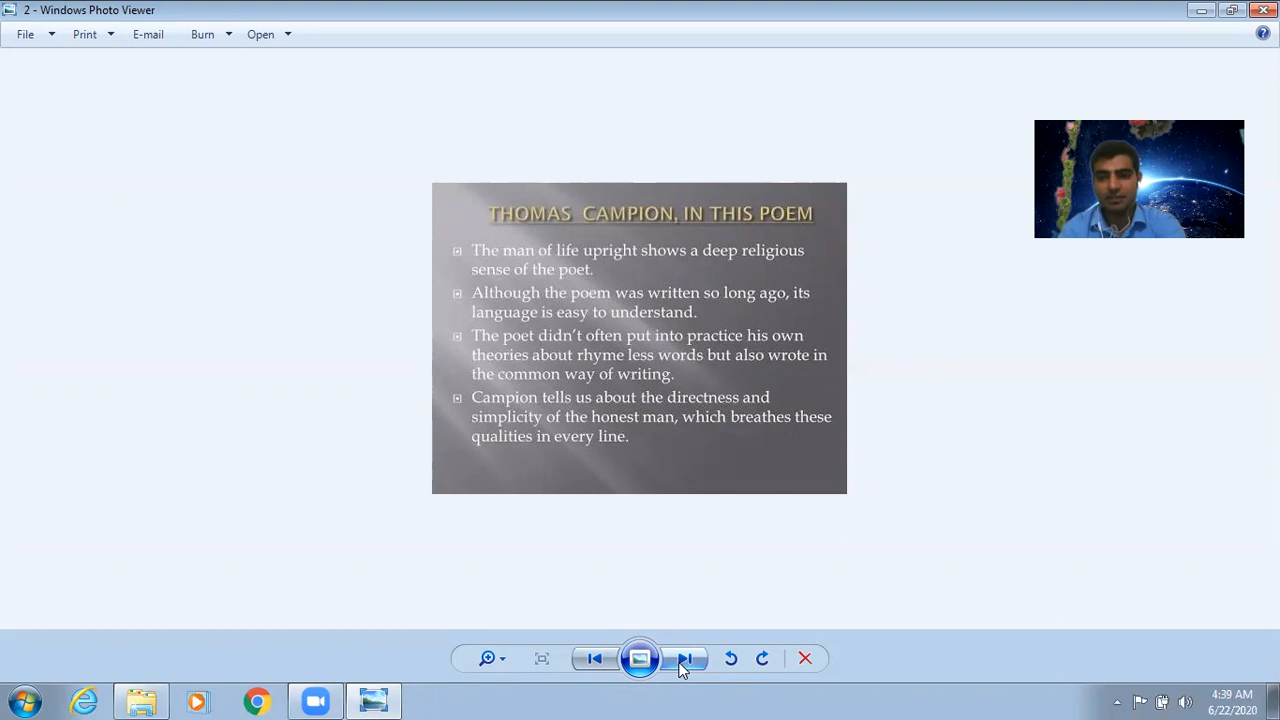 2 - Windows Photo Viewer
File Print E-mail Burn Open
THOMAS CAMPION, IN THIS POEM
The man of life upright shows a deep religious
sense of the poet.
Although the poem was written so long ago, its
language is easy to understand.
The poet didn't often put into practice his own
theories about rhyme less words but also wrote in
the common way of writing.
Campion tells us about the directness and
simplicity of the honest man, which breathes these
qualities in every line.
4:39 AM
6/22/2020